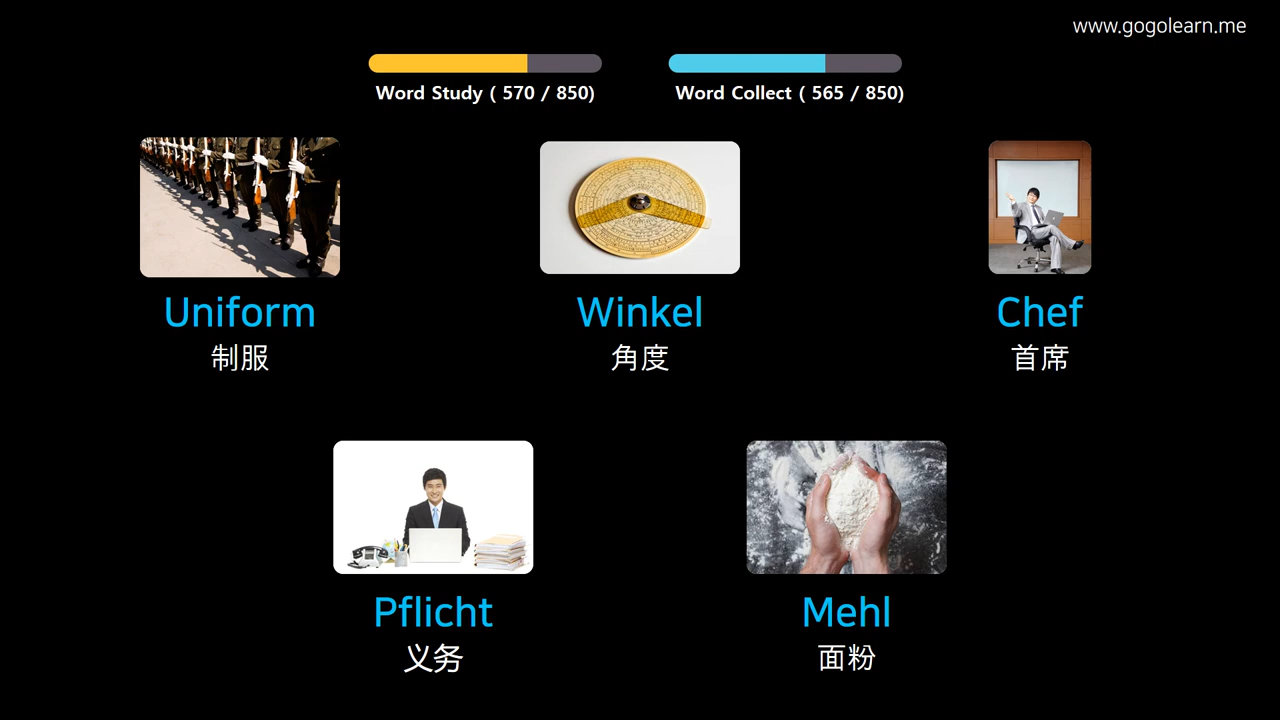 www.gogolearn.me
Word Study ( 570 / 850)
Word Collect ( 565 / 850)
Uniform
制服
Winkel
角度
Chef
首席
Pflicht
义务
Mehl
面粉